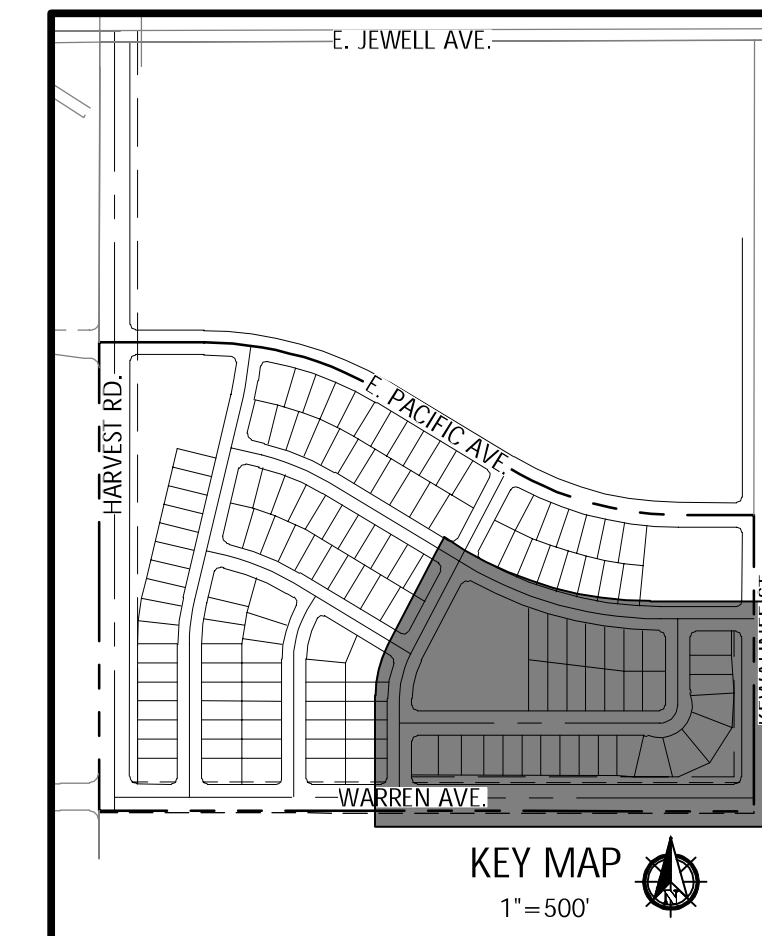 E. JEWELL AVE.
HARVEST RD.
E. PACIFIC AVE.
WARREN AVE.
KEY MAP
N
1"=500'